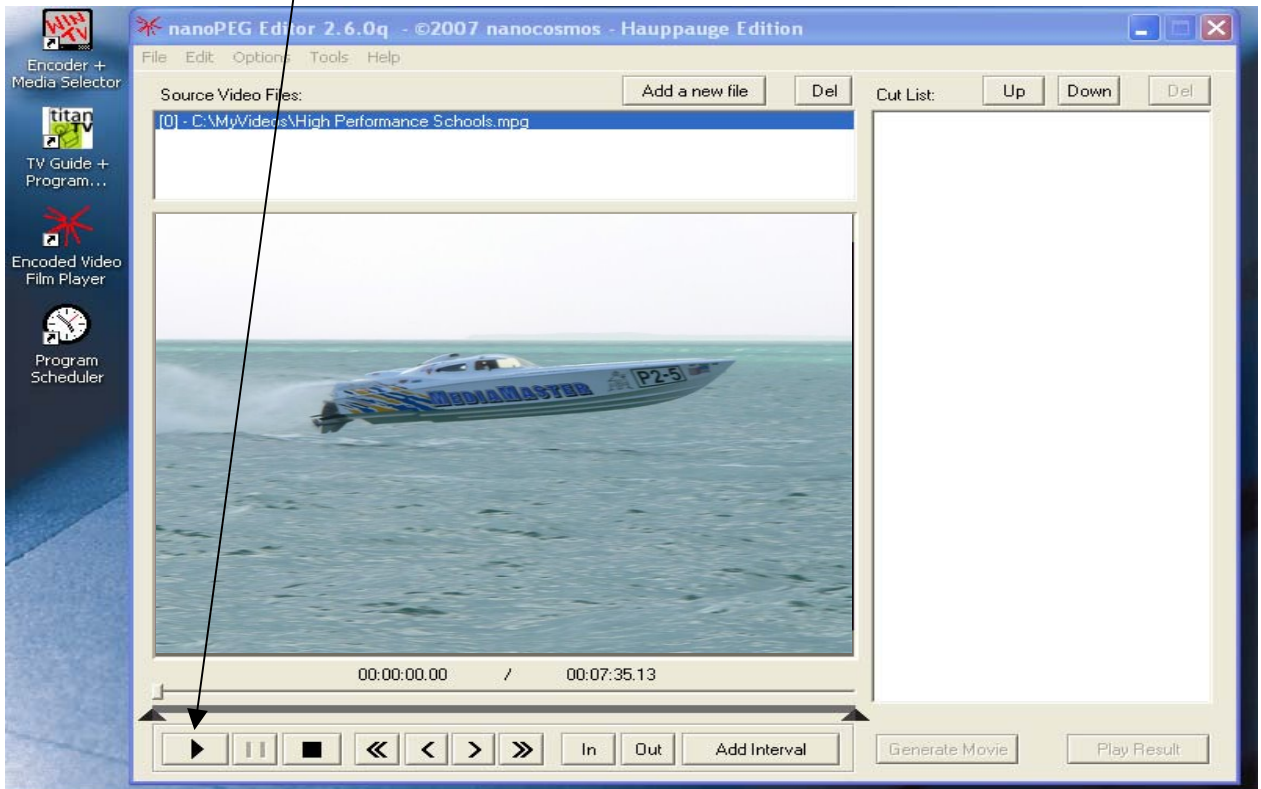 WIN
TV
Encoder +
Media Selector
titan
TV
TV Guide +
Program...
Encoded Video
Film Player
Program
Scheduler
nanoPEG Editor 2.6.0q - ©2007 nanocosmos - Hauppauge Edition
File Edit Options Tools Help
Source Video Files: Add a new file Del Cut List: Up Down Del
[0] - C:\MyVideos\High Performance Schools.mpg
MEDIAMASTER P2-5
00:00:00.00 / 00:07:35.13
In Out Add Interval Generate Movie Play Result